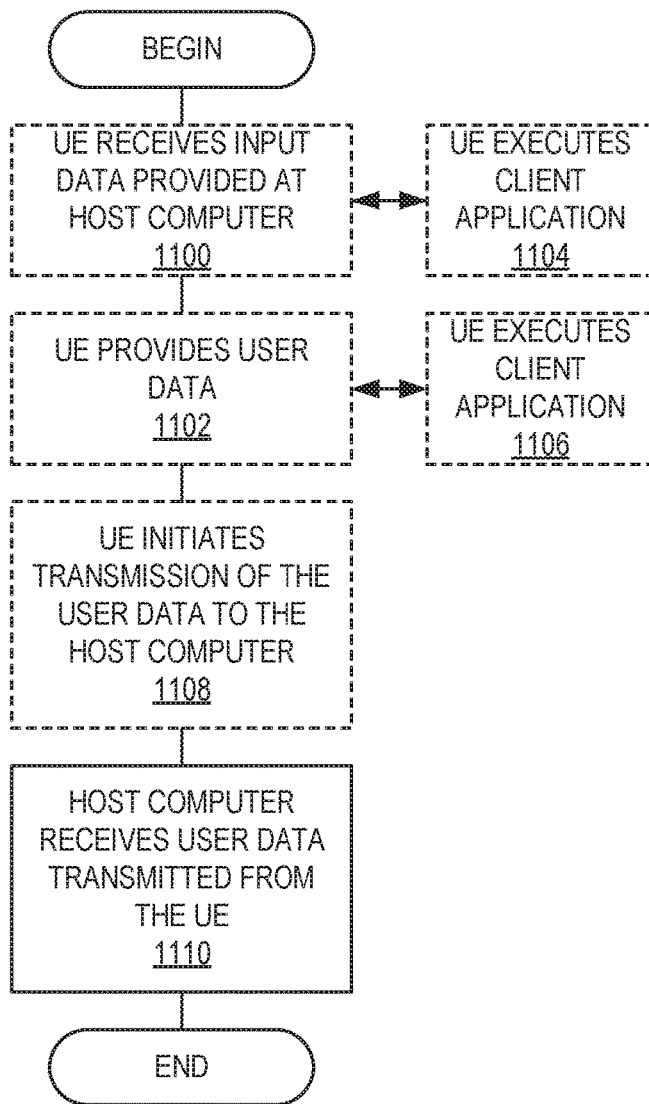 BEGIN
UE RECEIVES INPUT
DATA PROVIDED AT
HOST COMPUTER
1100
UE EXECUTES
CLIENT
APPLICATION
1104
UE PROVIDES USER
DATA
1102
UE EXECUTES
CLIENT
APPLICATION
1106
UE INITIATES
TRANSMISSION OF THE
USER DATA TO THE
HOST COMPUTER
1108
HOST COMPUTER
RECEIVES USER DATA
TRANSMITTED FROM
THE UE
1110
END